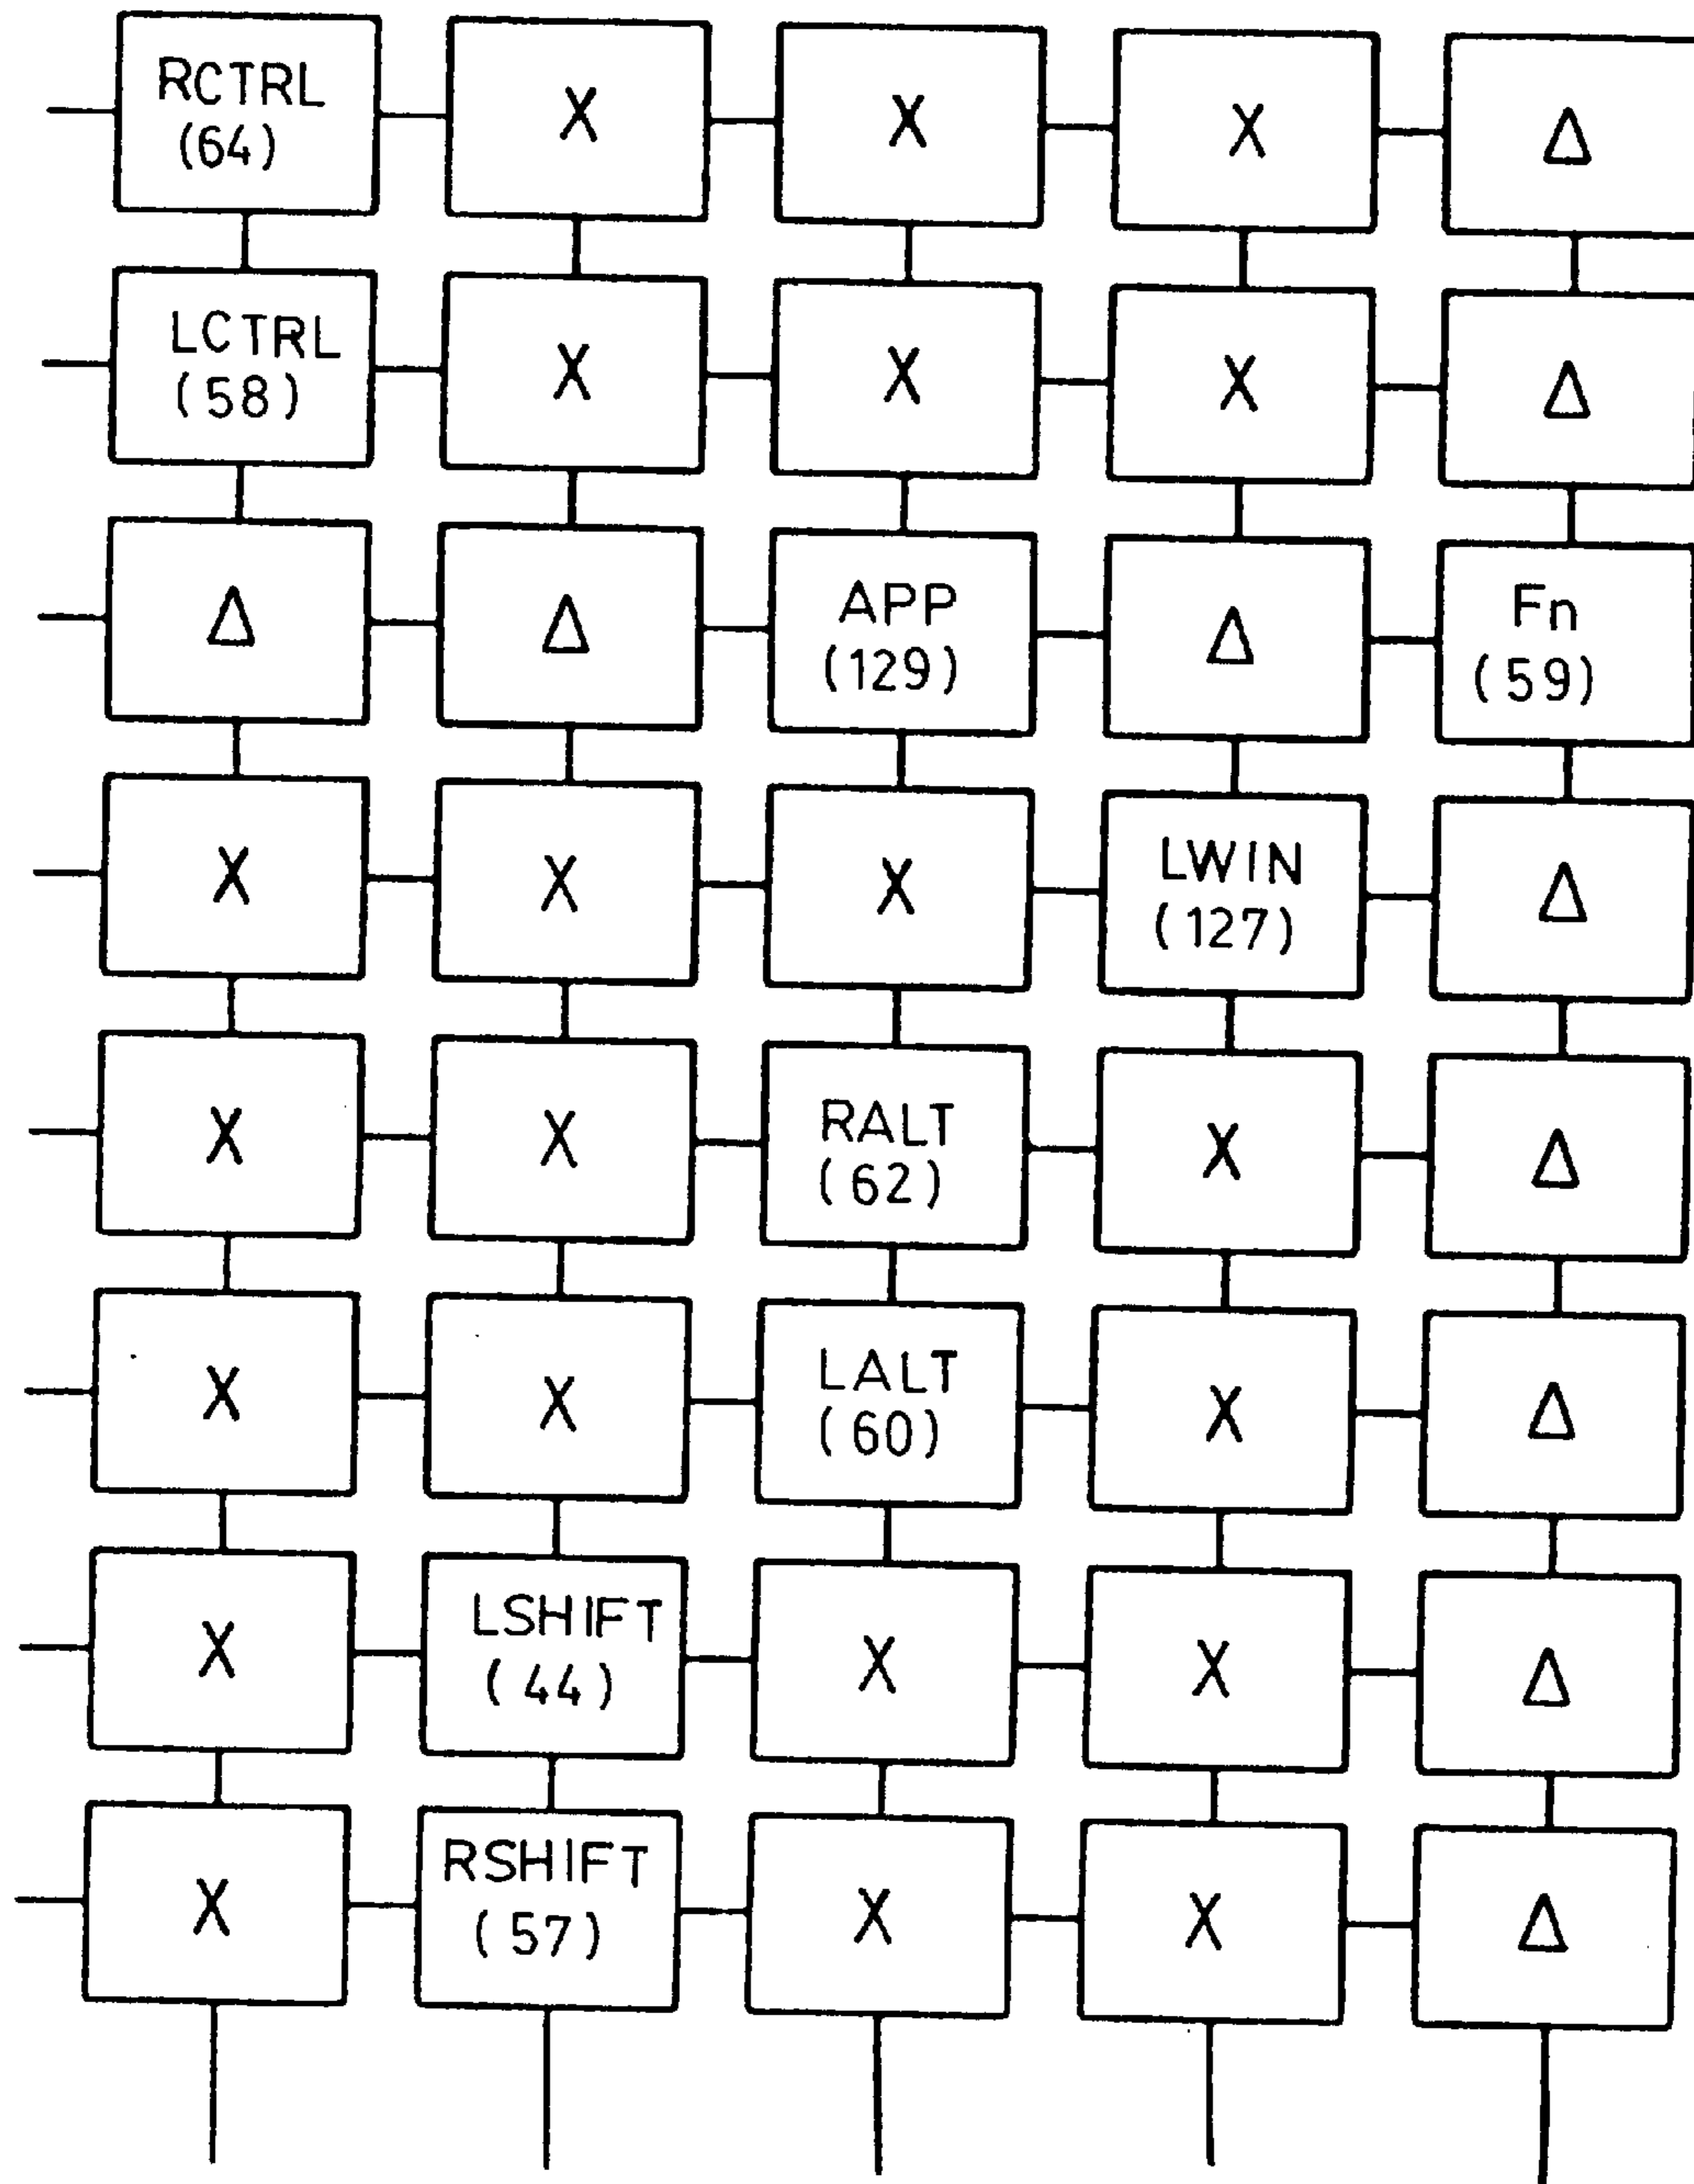 RCTRL
(64)
X
X
X
Δ
LCTRL
(58)
X
X
X
Δ
Δ
Δ
APP
(129)
Δ
Fn
(59)
X
X
X
LWIN
(127)
Δ
X
X
RALT
(62)
X
Δ
X
X
LALT
(60)
X
Δ
X
LSHIFT
(44)
X
X
Δ
X
RSHIFT
(57)
X
X
Δ